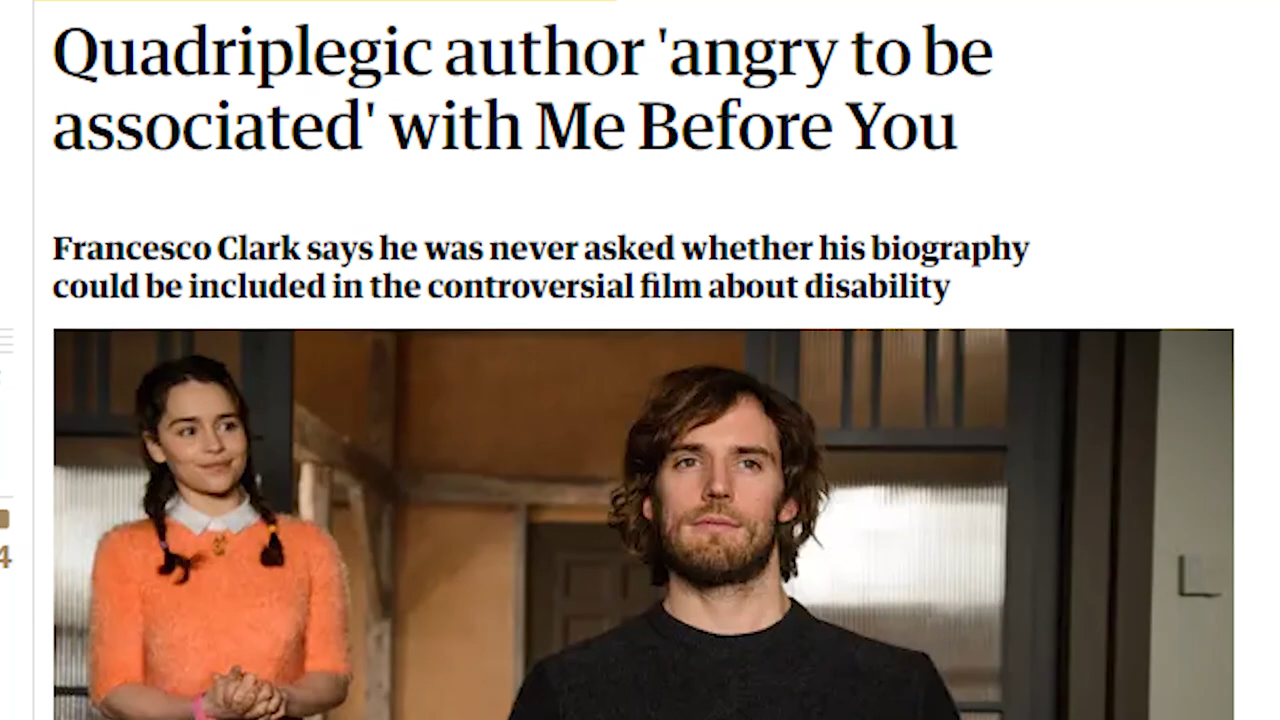 Quadriplegic author 'angry to be
associated' with Me Before You
Francesco Clark says he was never asked whether his biography
could be included in the controversial film about disability
4